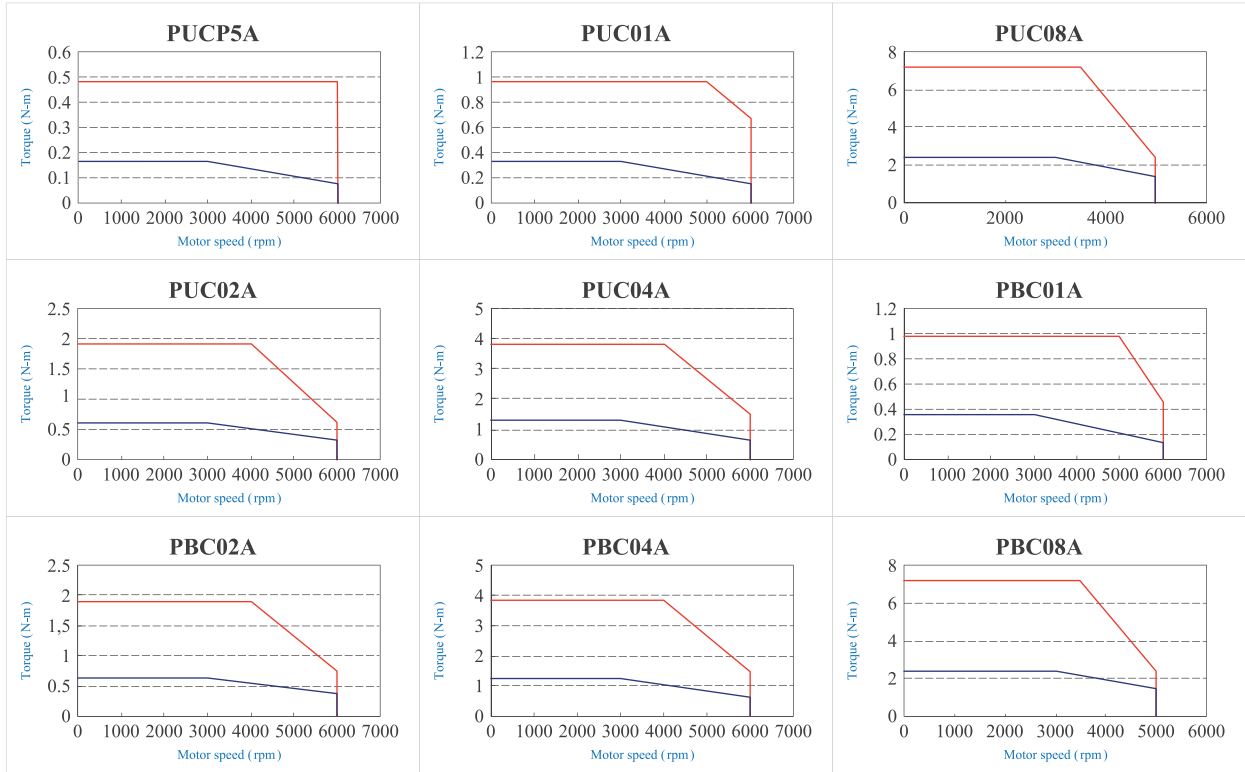 PUCP5A
0.6
0.5
0.4
0.3
0.2
0.1
0
Torque ( N-m )
0 1000 2000 3000 4000 5000 6000 7000
Motor speed ( rpm )
PUC01A
1.2
1
0.8
0.6
0.4
0.2
0
Torque ( N-m )
0 1000 2000 3000 4000 5000 6000 7000
Motor speed ( rpm )
PUC08A
8
6
4
2
0
Torque ( N-m )
0 2000 4000 6000
Motor speed ( rpm )
PUC02A
2.5
2
1.5
1
0.5
0
Torque ( N-m )
0 1000 2000 3000 4000 5000 6000 7000
Motor speed ( rpm )
PUC04A
5
4
3
2
1
0
Torque ( N-m )
0 1000 2000 3000 4000 5000 6000 7000
Motor speed ( rpm )
PBC01A
1.2
1
0.8
0.6
0.4
0.2
0
Torque ( N-m )
0 1000 2000 3000 4000 5000 6000 7000
Motor speed ( rpm )
PBC02A
2.5
2
1,5
1
0.5
0
Torque ( N-m )
0 1000 2000 3000 4000 5000 6000 7000
Motor speed ( rpm )
PBC04A
5
4
3
2
1
0
Torque ( N-m )
0 1000 2000 3000 4000 5000 6000 7000
Motor speed ( rpm )
PBC08A
8
6
4
2
0
Torque ( N-m )
0 1000 2000 3000 4000 5000 6000
Motor speed ( rpm )